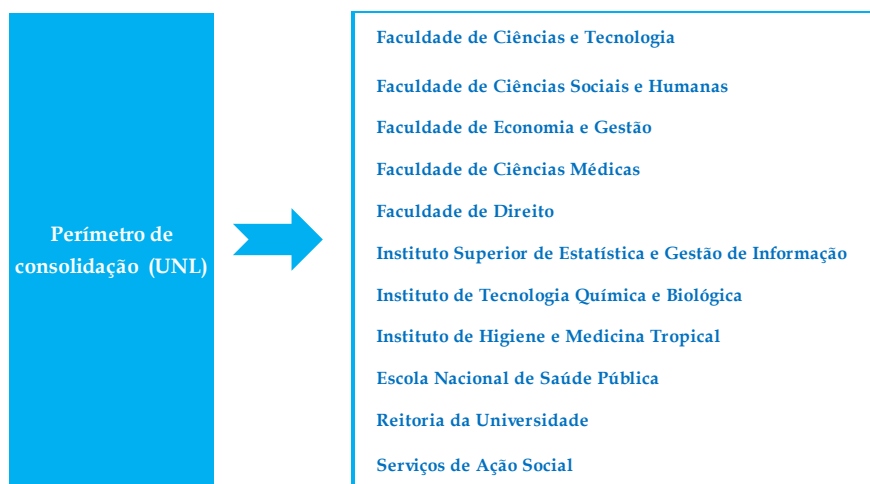 Perímetro de
consolidação (UNL)
Faculdade de Ciências e Tecnologia
Faculdade de Ciências Sociais e Humanas
Faculdade de Economia e Gestão
Faculdade de Ciências Médicas
Faculdade de Direito
Instituto Superior de Estatística e Gestão de Informação
Instituto de Tecnologia Química e Biológica
Instituto de Higiene e Medicina Tropical
Escola Nacional de Saúde Pública
Reitoria da Universidade
Serviços de Ação Social